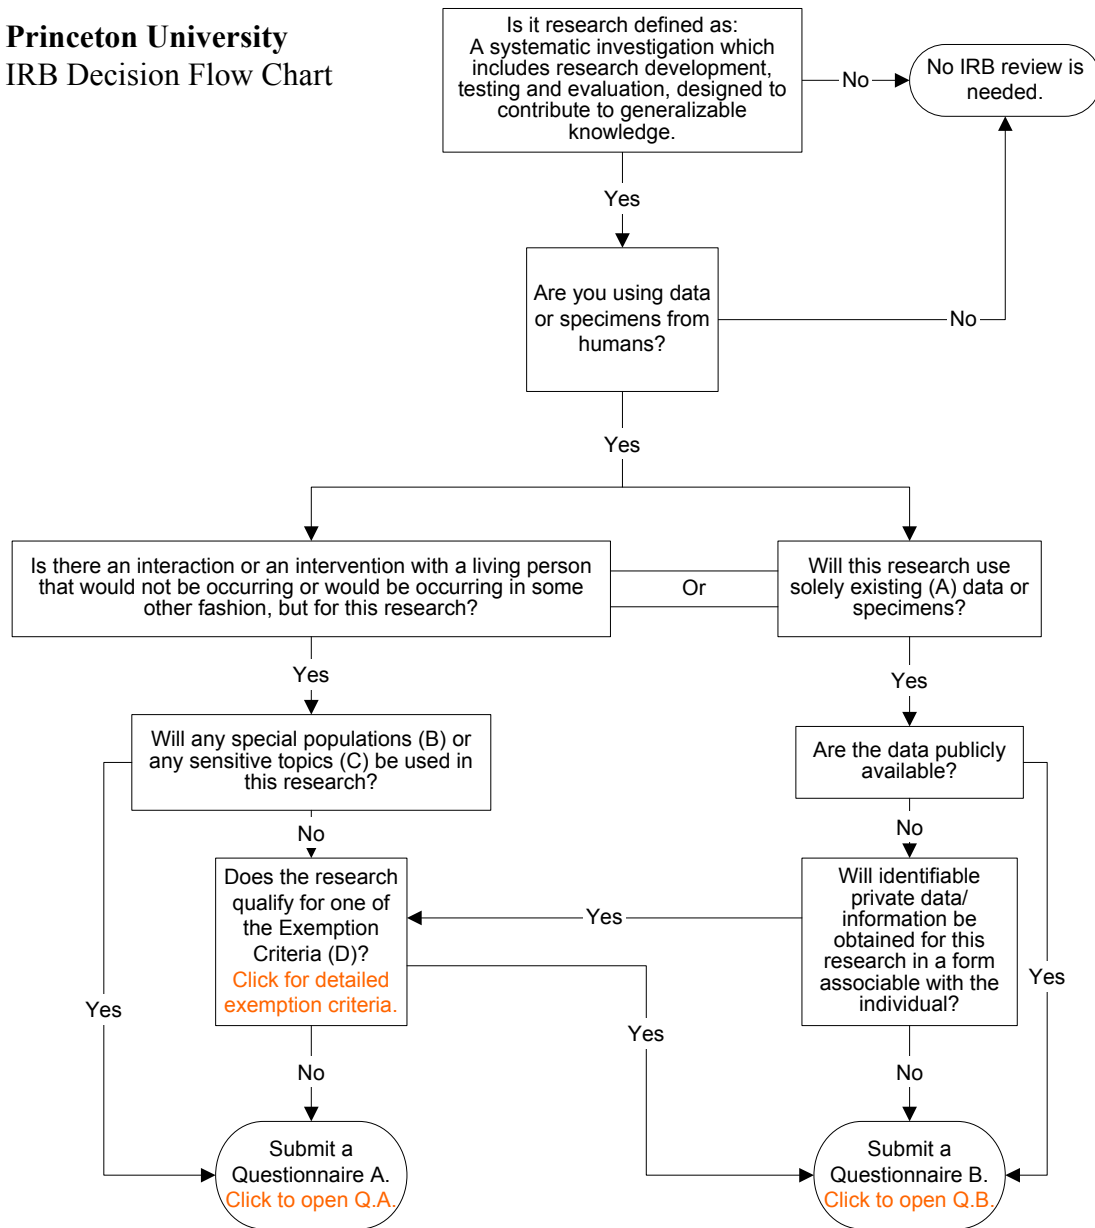 Princeton University
IRB Decision Flow Chart
Is it research defined as:
A systematic investigation which
includes research development,
testing and evaluation, designed to
contribute to generalizable
knowledge.
No
No IRB review is
needed.
Yes
Are you using data
or specimens from
humans?
No
Yes
Is there an interaction or an intervention with a living person
that would not be occurring or would be occurring in some
other fashion, but for this research?
Or
Will this research use
solely existing (A) data or
specimens?
Yes
Yes
Will any special populations (B) or
any sensitive topics (C) be used in
this research?
Are the data publicly
available?
No
No
Does the research
qualify for one of
the Exemption
Criteria (D)?
Click for detailed
exemption criteria.
Yes
Will identifiable
private data/
information be
obtained for this
research in a form
associable with the
individual?
Yes
Yes
Yes
No
No
Submit a
Questionnaire A.
Click to open Q.A.
Submit a
Questionnaire B.
Click to open Q.B.